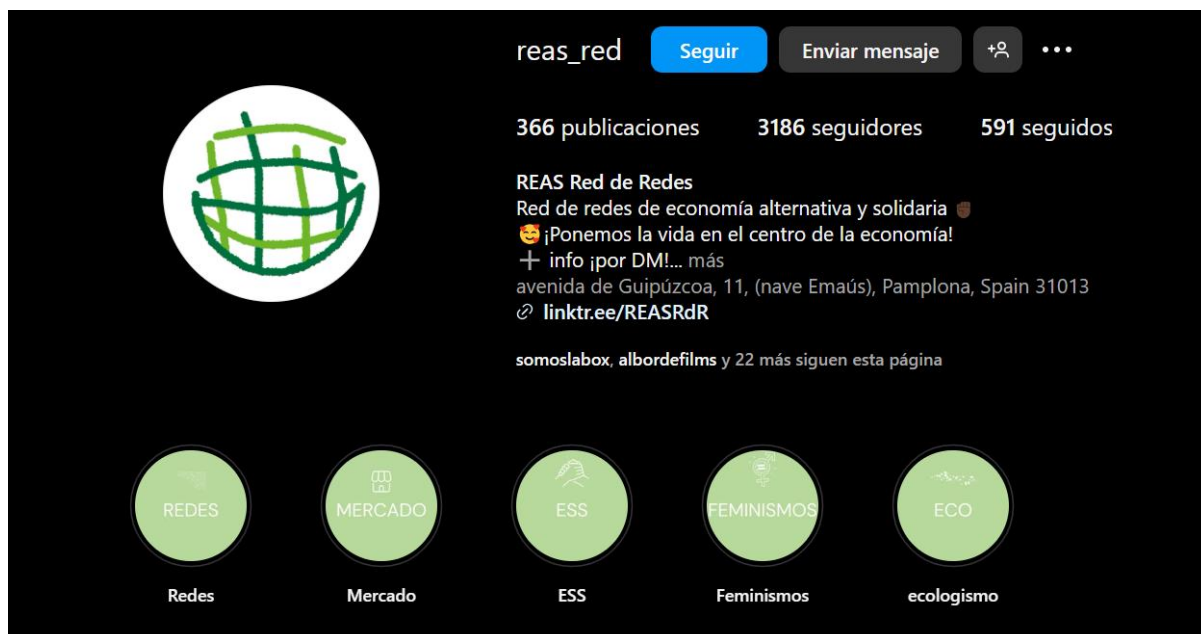 reas_red Seguir Enviar mensaje
366 publicaciones 3186 seguidores 591 seguidos
REAS Red de Redes
Red de redes de economía alternativa y solidaria ✊🏿
🥰¡Ponemos la vida en el centro de la economía!
➕ info ¡por DM!... más
avenida de Guipúzcoa, 11, (nave Emaús), Pamplona, Spain 31013
linktr.ee/REASRdR
somoslabox, albordefilms y 22 más siguen esta página
REDES MERCADO ESS FEMINISMOS ECO
Redes Mercado ESS Feminismos ecologismo